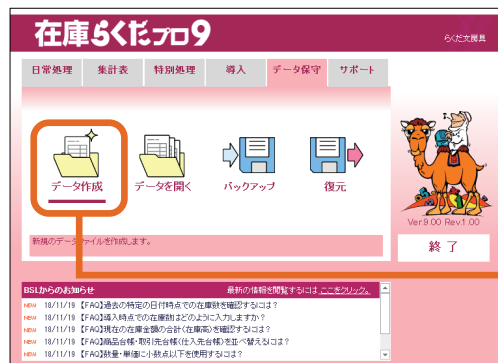 在庫らくだプロ9
らくだ文房具
日常処理 集計表 特別処理 導入 データ保守 サポート
データ作成 データを開く バックアップ 復元
新規のデータファイルを作成します。
Ver.9.00 Rev.1.00
終 了
BSLからのお知らせ 最新の情報を閲覧するには、ここをクリック。
NEW 18/11/19 【FAQ】過去の特定の日付時点での在庫数を確認するには?
NEW 18/11/19 【FAQ】導入時点での在庫数はどのように入力しますか?
NEW 18/11/19 【FAQ】現在の在庫金額の合計(在庫高)を確認するには?
NEW 18/11/19 【FAQ】商品台帳・取引先台帳(仕入先台帳)を並べ替えるには?
NEW 18/11/19 【FAQ】数量・単価に小数点以下を使用するには?